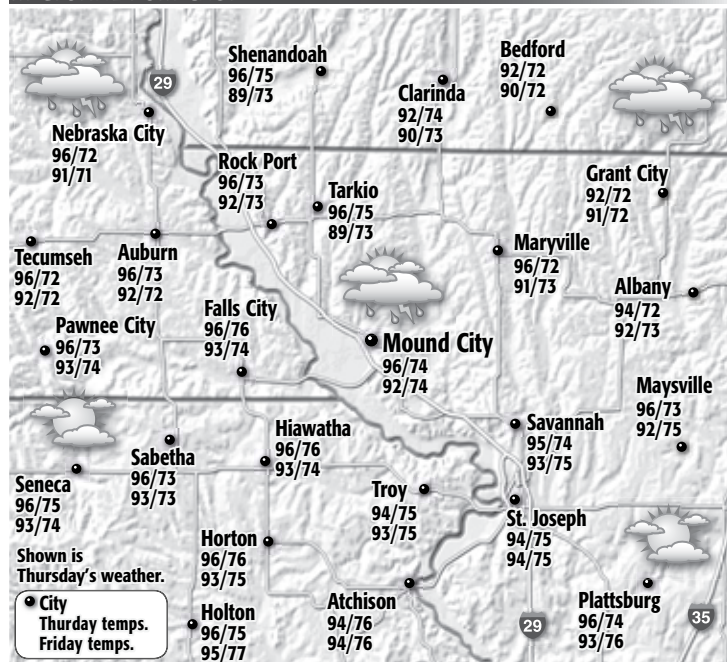 Shenandoah
96/75
89/73
Bedford
92/72
90/72
29
Clarinda
92/74
90/73
Nebraska City
96/72
91/71
Rock Port
96/73
92/73
Tarkio
96/75
89/73
Grant City
92/72
91/72
Tecumseh
96/72
92/72
Auburn
96/73
92/72
Maryville
96/72
91/73
Albany
94/72
92/73
Falls City
96/76
93/74
Pawnee City
96/73
93/74
Mound City
96/74
92/74
Maysville
96/73
92/75
Savannah
95/74
93/75
Hiawatha
96/76
93/74
Sabetha
96/73
93/73
Seneca
96/75
93/74
Troy
94/75
93/75
St. Joseph
94/75
94/75
Horton
96/76
93/75
Shown is
Thursday's weather.
City
Thurday temps.
Friday temps.
Holton
96/75
95/77
Atchison
94/76
94/76
Plattsburg
96/74
93/76
29
35